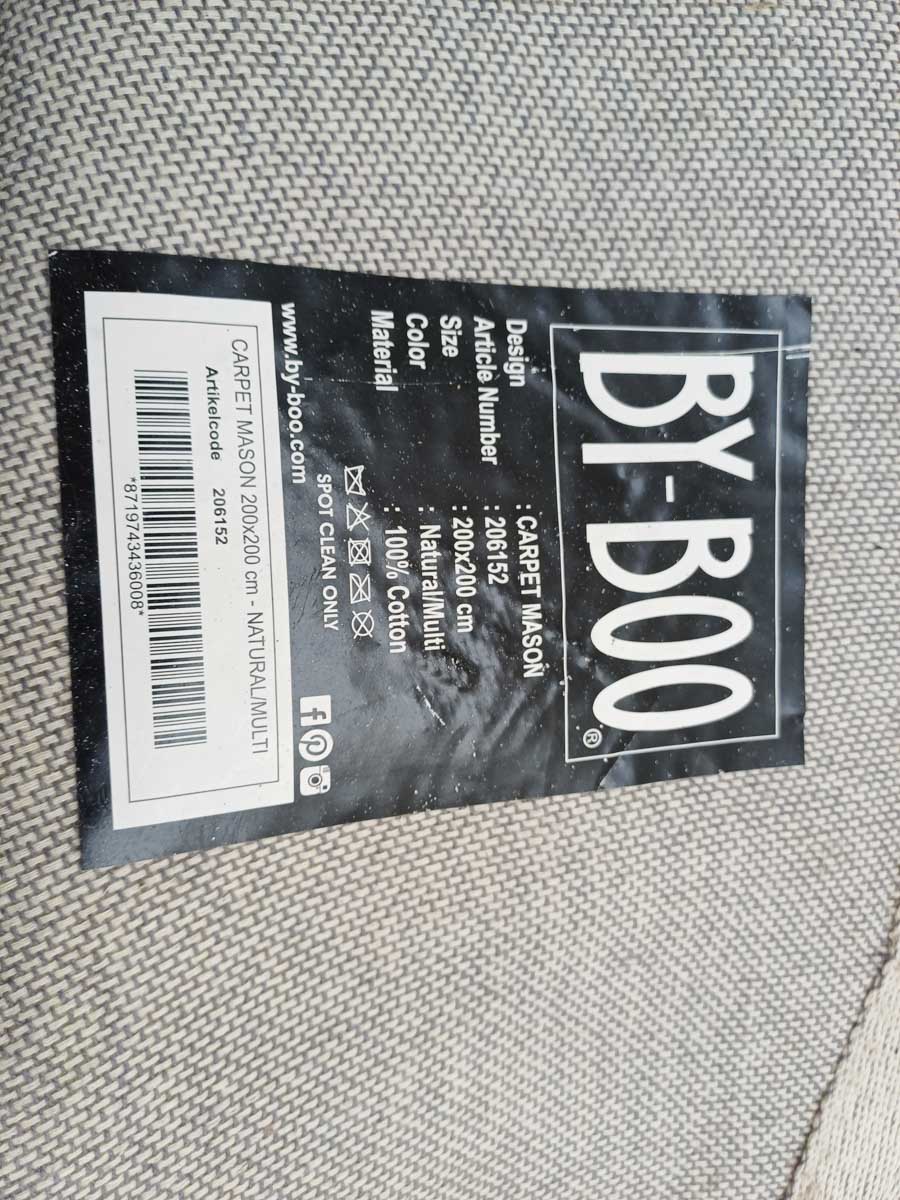 BY-BOO®
Design : CARPET MASON
Article Number : 206152
Size : 200x200 cm
Color : Natural/Multi
Material : 100% Cotton
SPOT CLEAN ONLY
www.by-boo.com
CARPET MASON 200x200 cm - NATURAL/MULTI
Artikelcode 206152
*8719743436008*